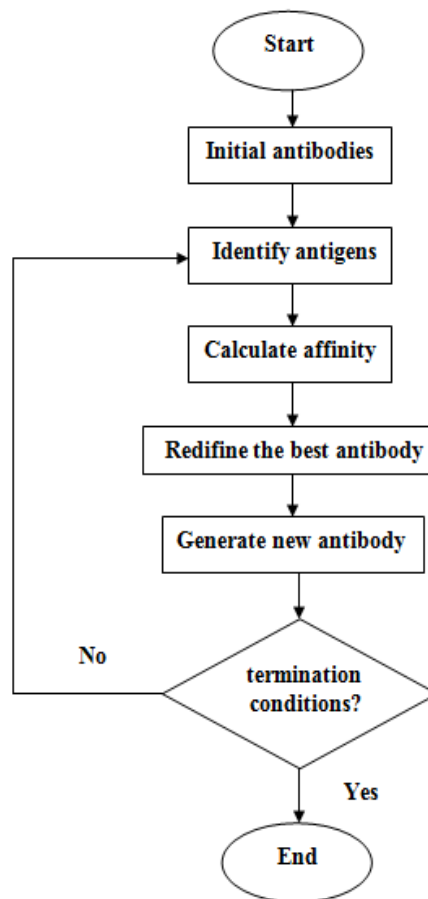 Start
Initial antibodies
Identify antigens
Calculate affinity
Redifine the best antibody
Generate new antibody
No
termination
conditions?
Yes
End